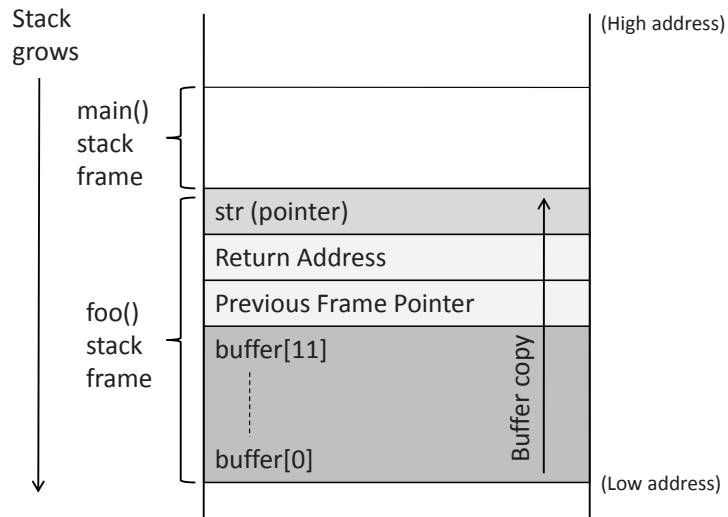 Stack
grows
(High address)
main()
stack
frame
str (pointer)
Return Address
Previous Frame Pointer
foo()
stack
frame
buffer[11]
buffer[0]
Buffer copy
(Low address)